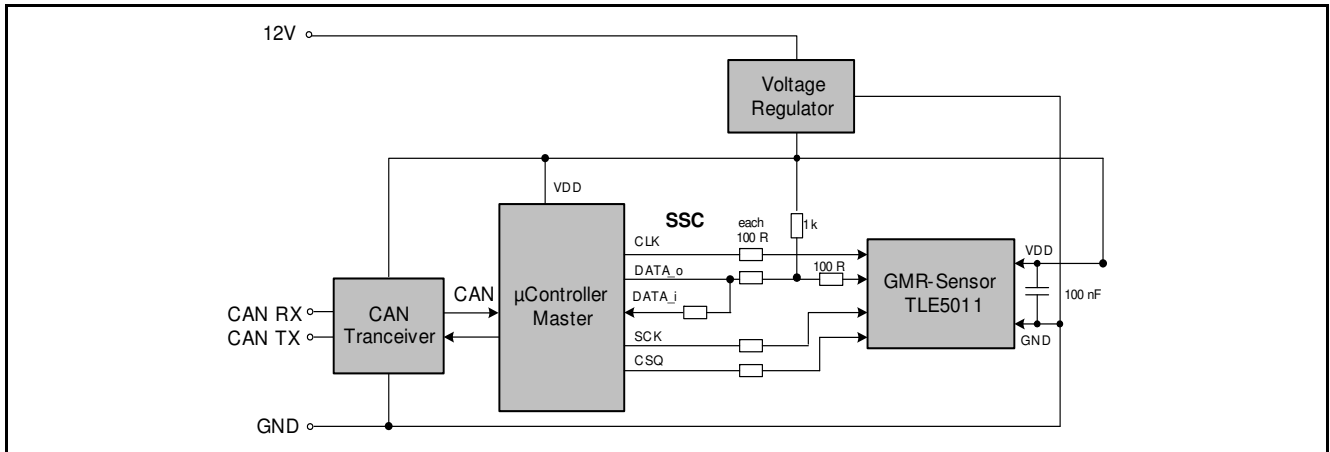 12V
Voltage
Regulator
VDD
SSC
each
100 R
1k
CLK
DATA_o
100 R
VDD
GMR-Sensor
TLE5011
100 nF
DATA_i
CAN
µController
Master
CAN RX
CAN TX
CAN
Tranceiver
SCK
GND
CSQ
GND